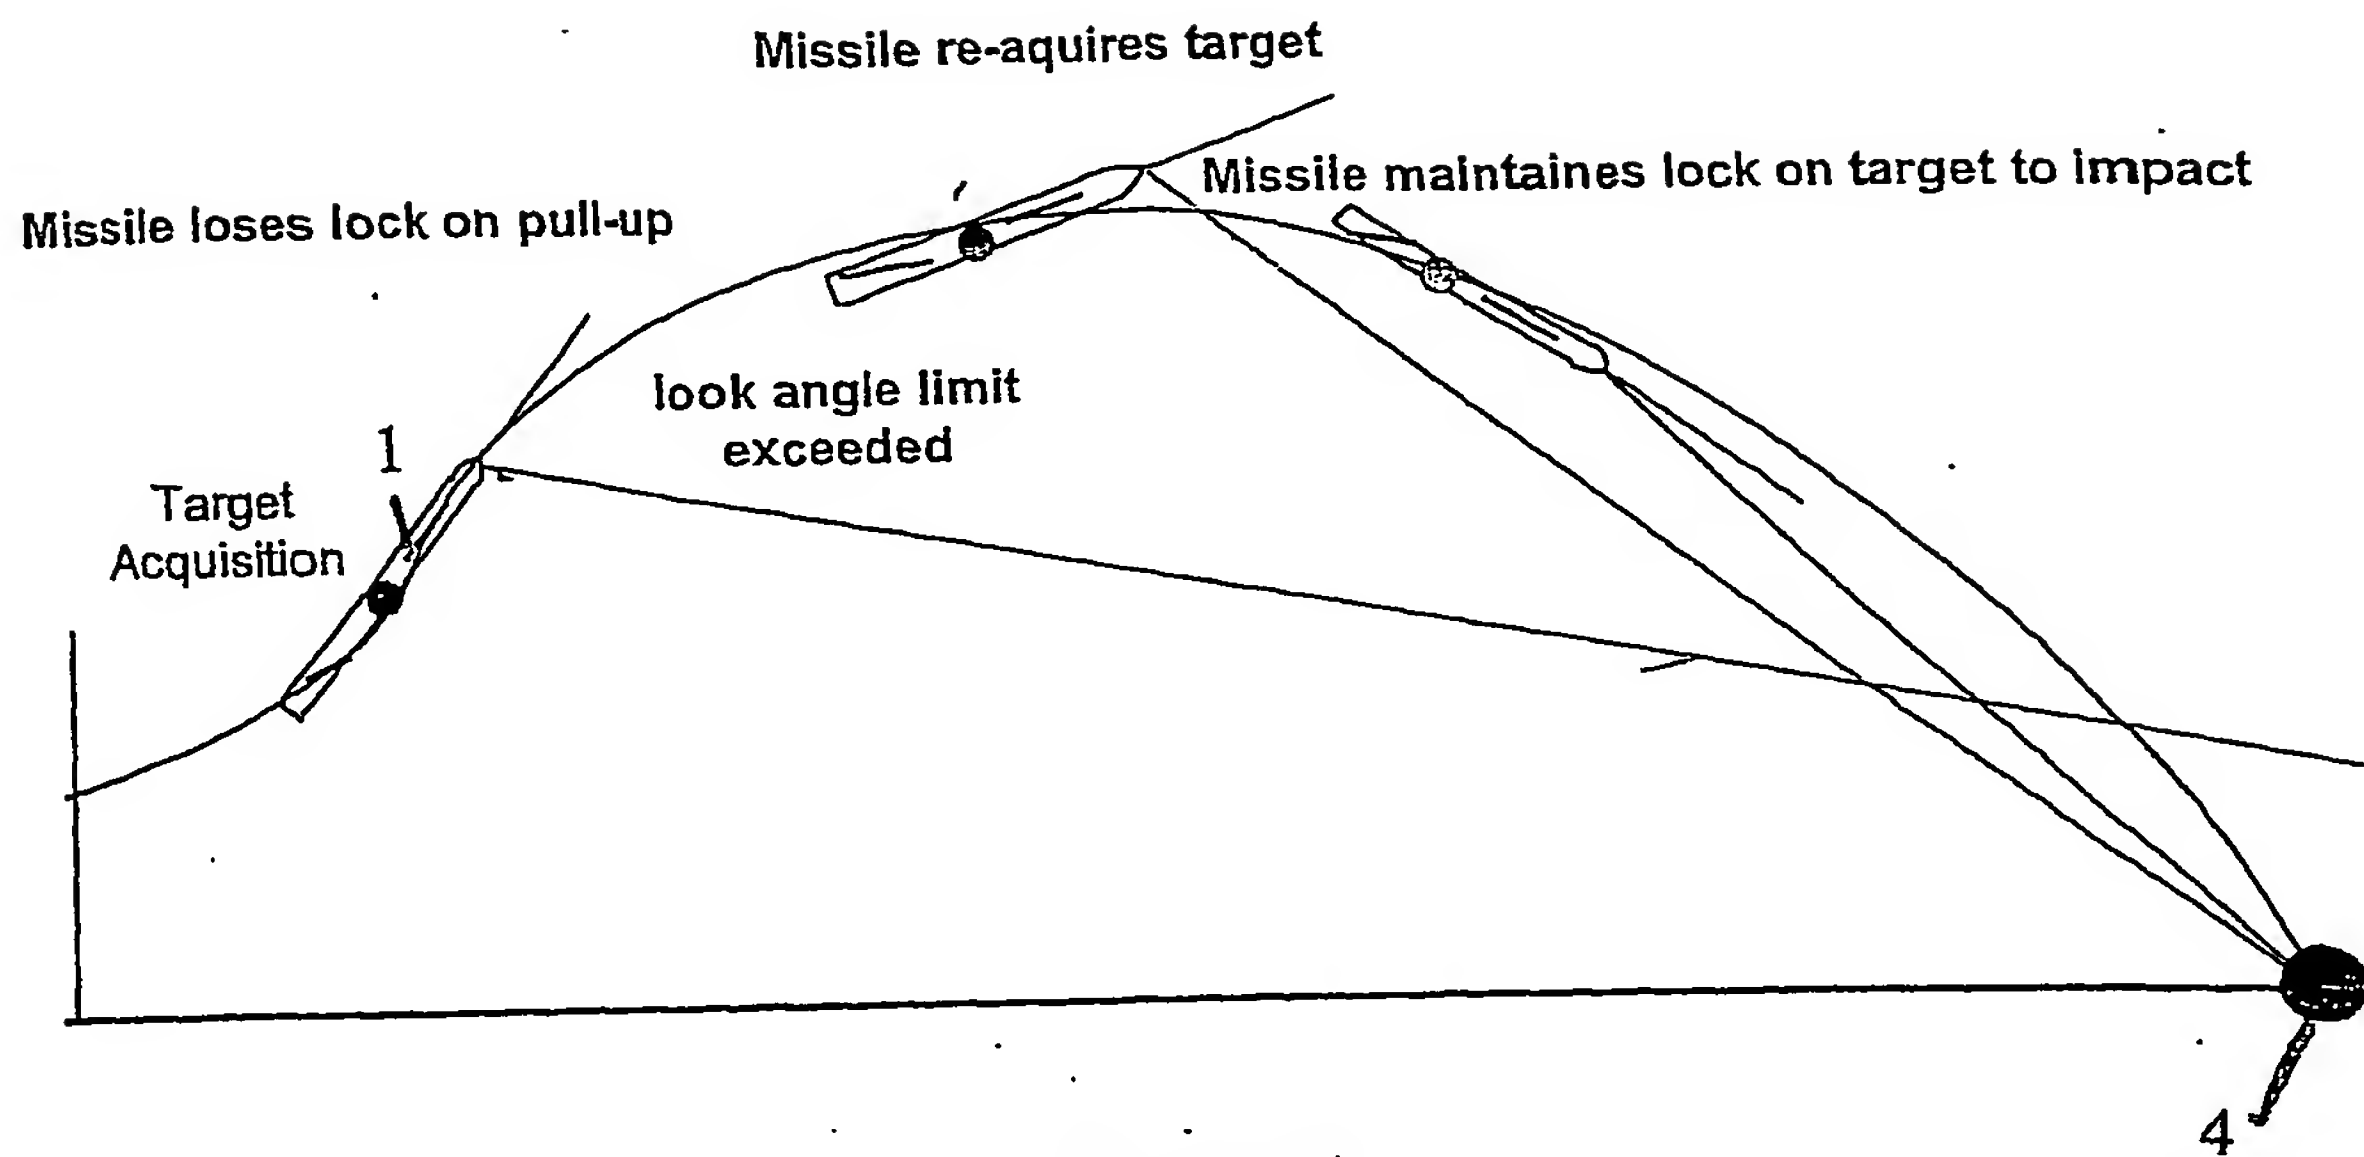 Missile re-aquires target
Missile maintaines lock on target to impact
Missile loses lock on pull-up
look angle limit
exceeded
1
Target
Acquisition
4